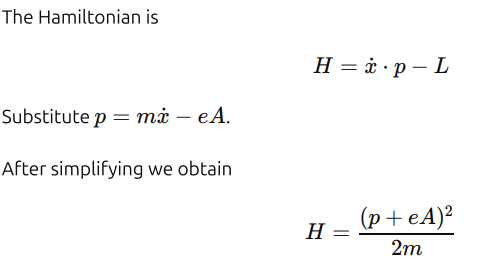 The Hamiltonian is
H = ẋ · p − L
Substitute p = mẋ − eA.
After simplifying we obtain
H = (p + eA)² / 2m